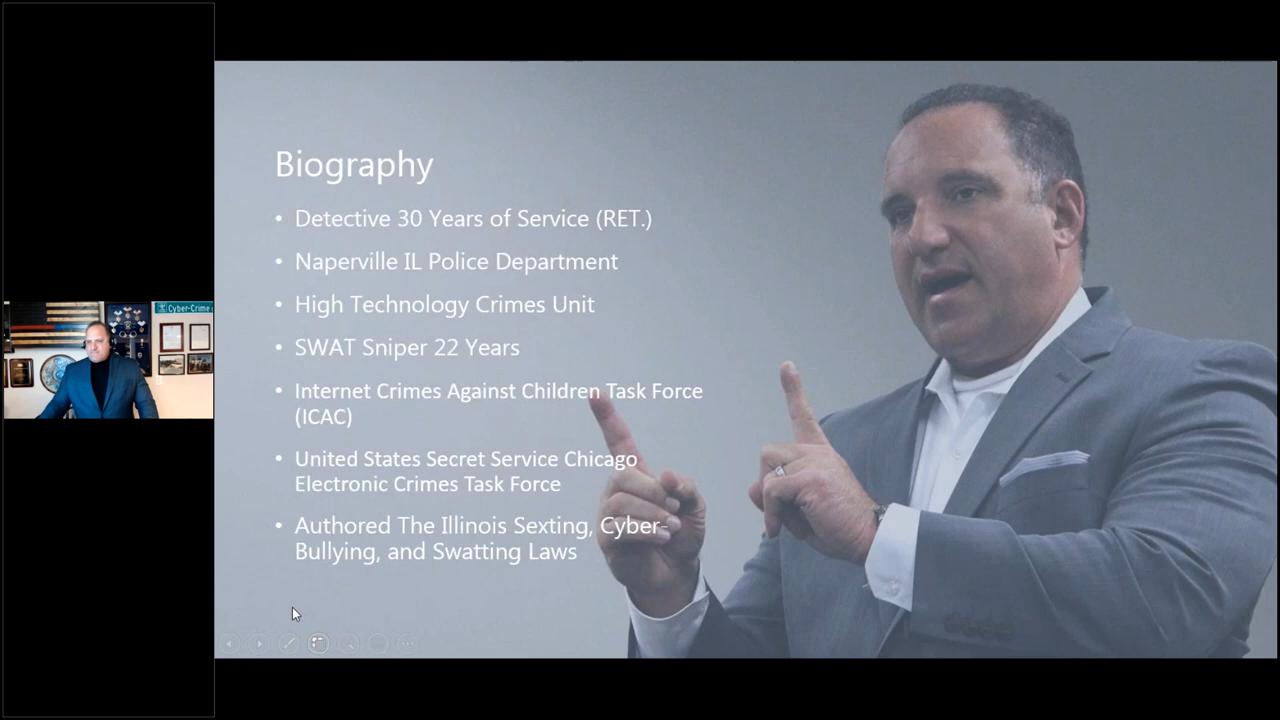 Cyber-Crime
Biography
• Detective 30 Years of Service (RET.)
• Naperville IL Police Department
• High Technology Crimes Unit
• SWAT Sniper 22 Years
• Internet Crimes Against Children Task Force
(ICAC)
• United States Secret Service Chicago
Electronic Crimes Task Force
• Authored The Illinois Sexting, Cyber-
Bullying, and Swatting Laws